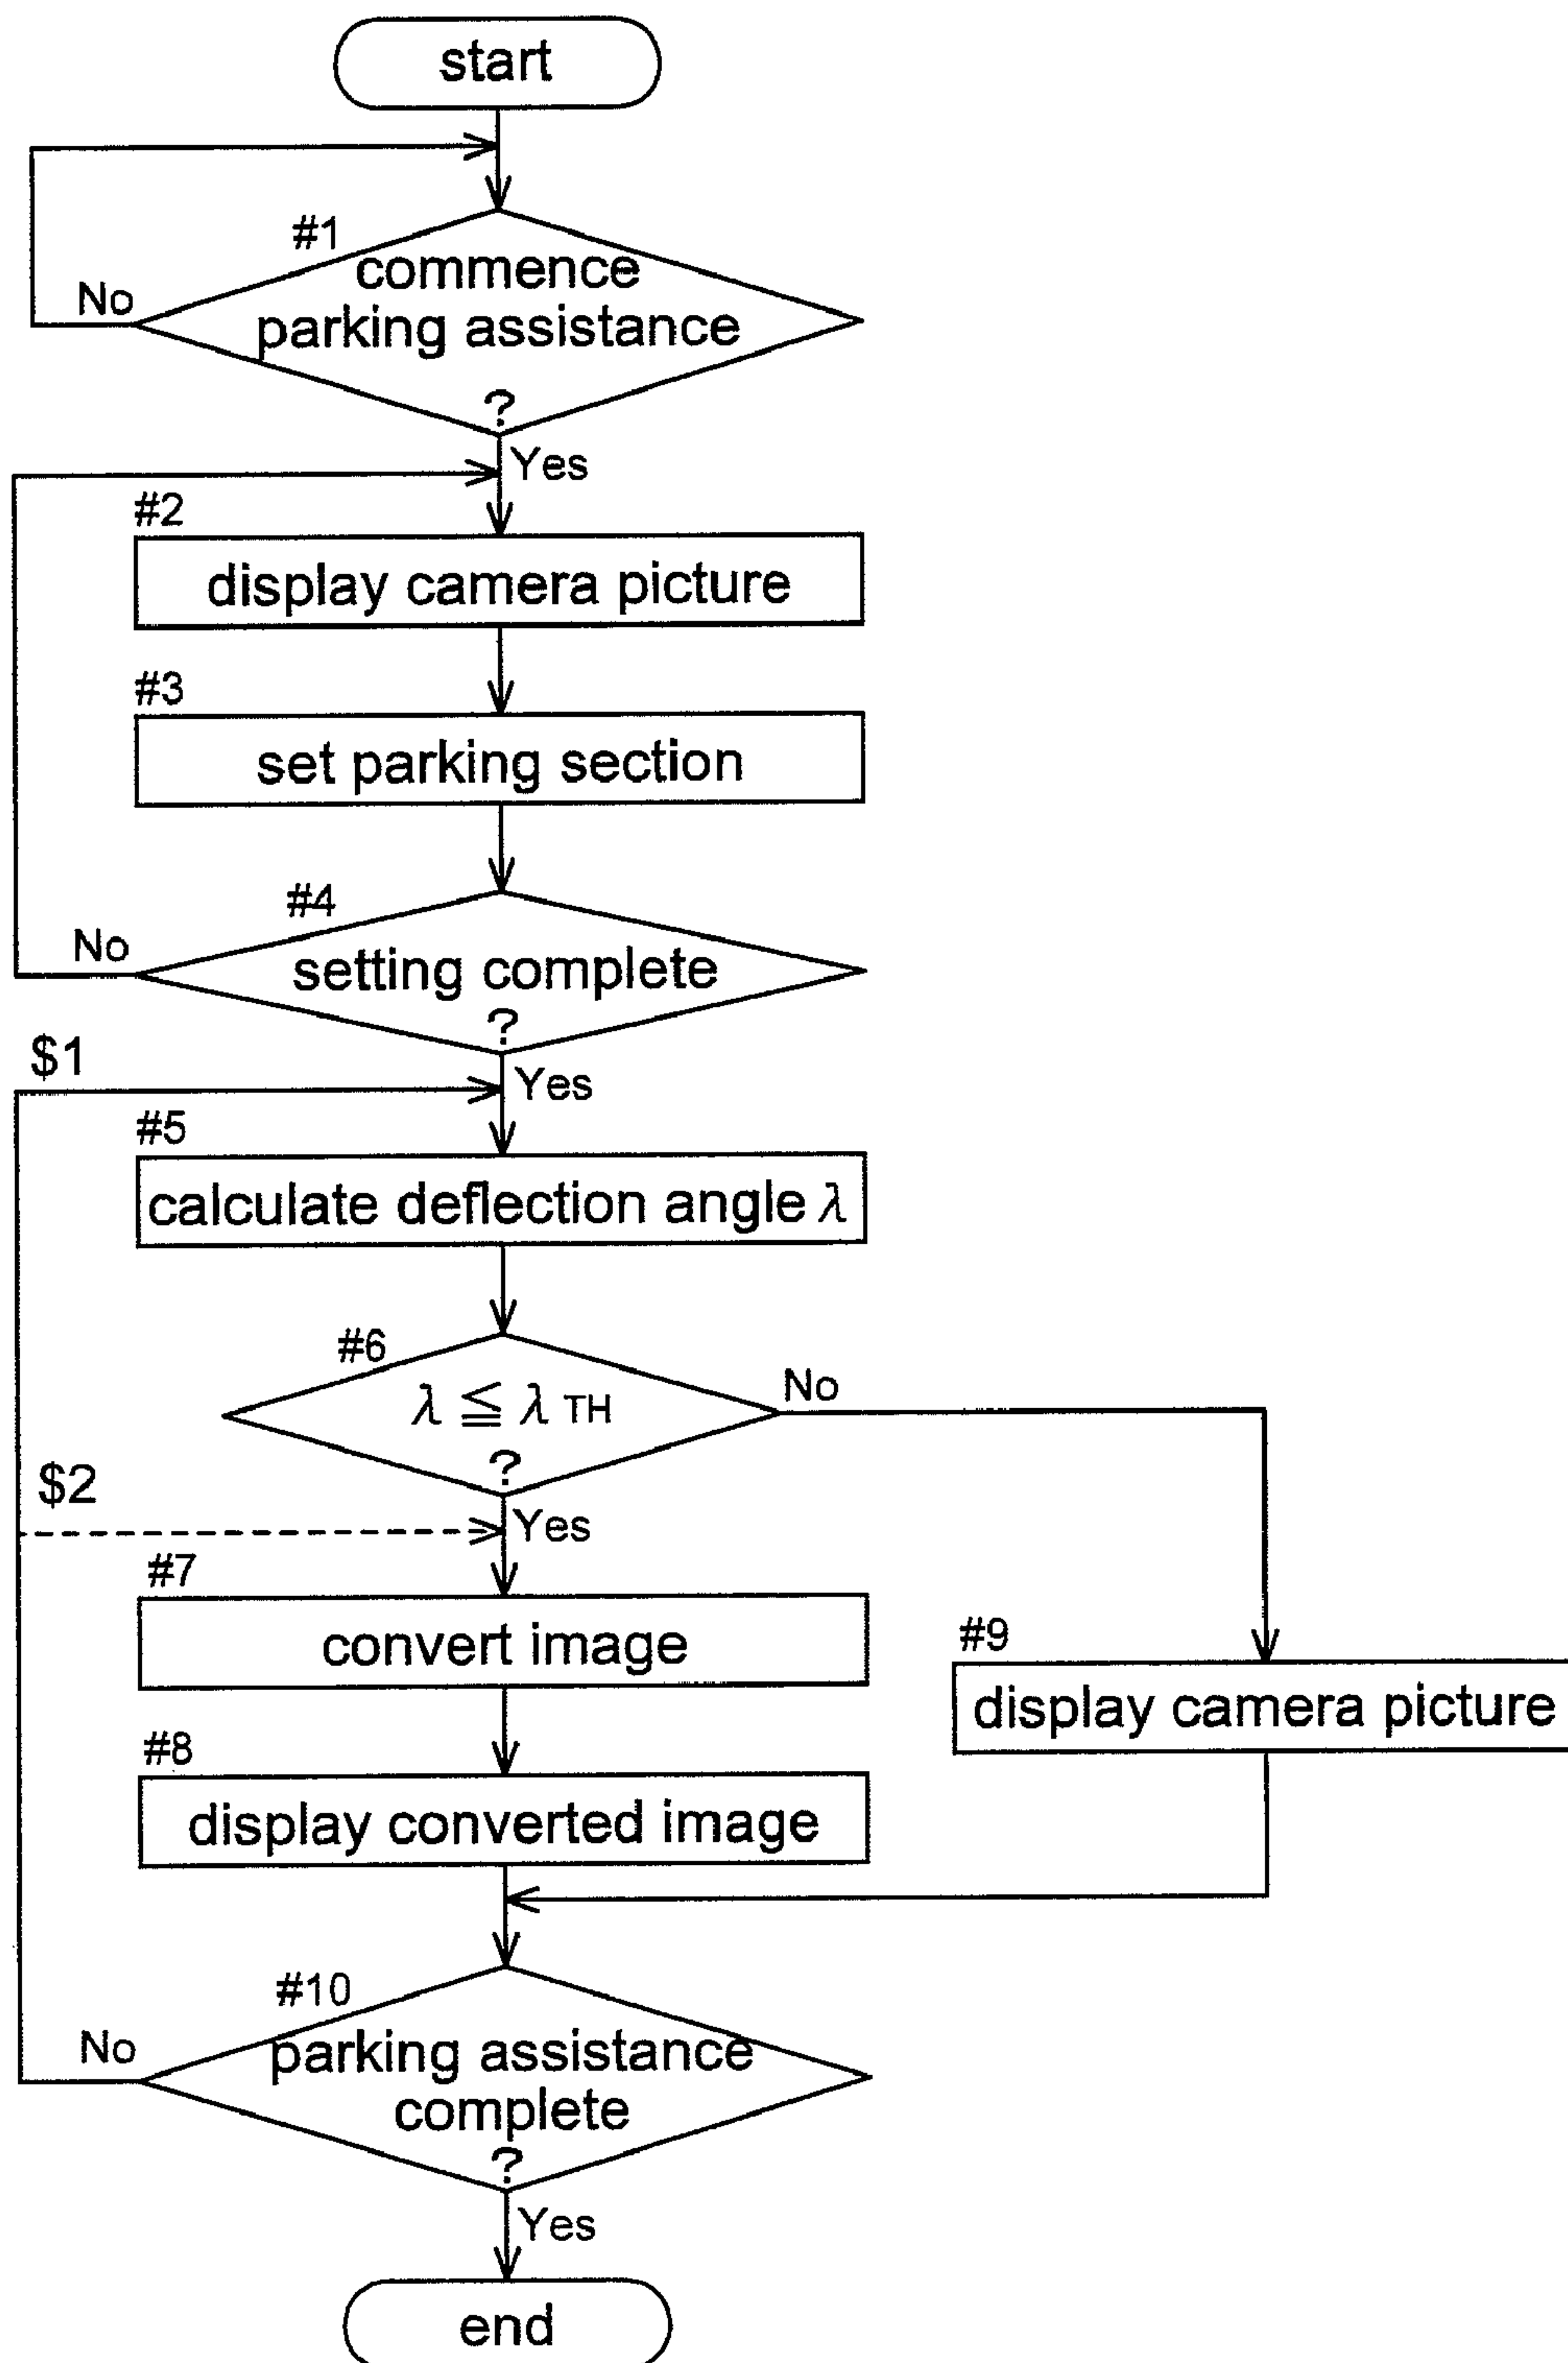 start
#1
commence
No
parking assistance
?
Yes
#2
display camera picture
#3
set parking section
#4
No
setting complete
?
$1
Yes
#5
calculate deflection angle λ
#6
No
λ ≦ λ TH
?
$2
Yes
#7
convert image
#9
display camera picture
#8
display converted image
#10
No
parking assistance
complete
?
Yes
end